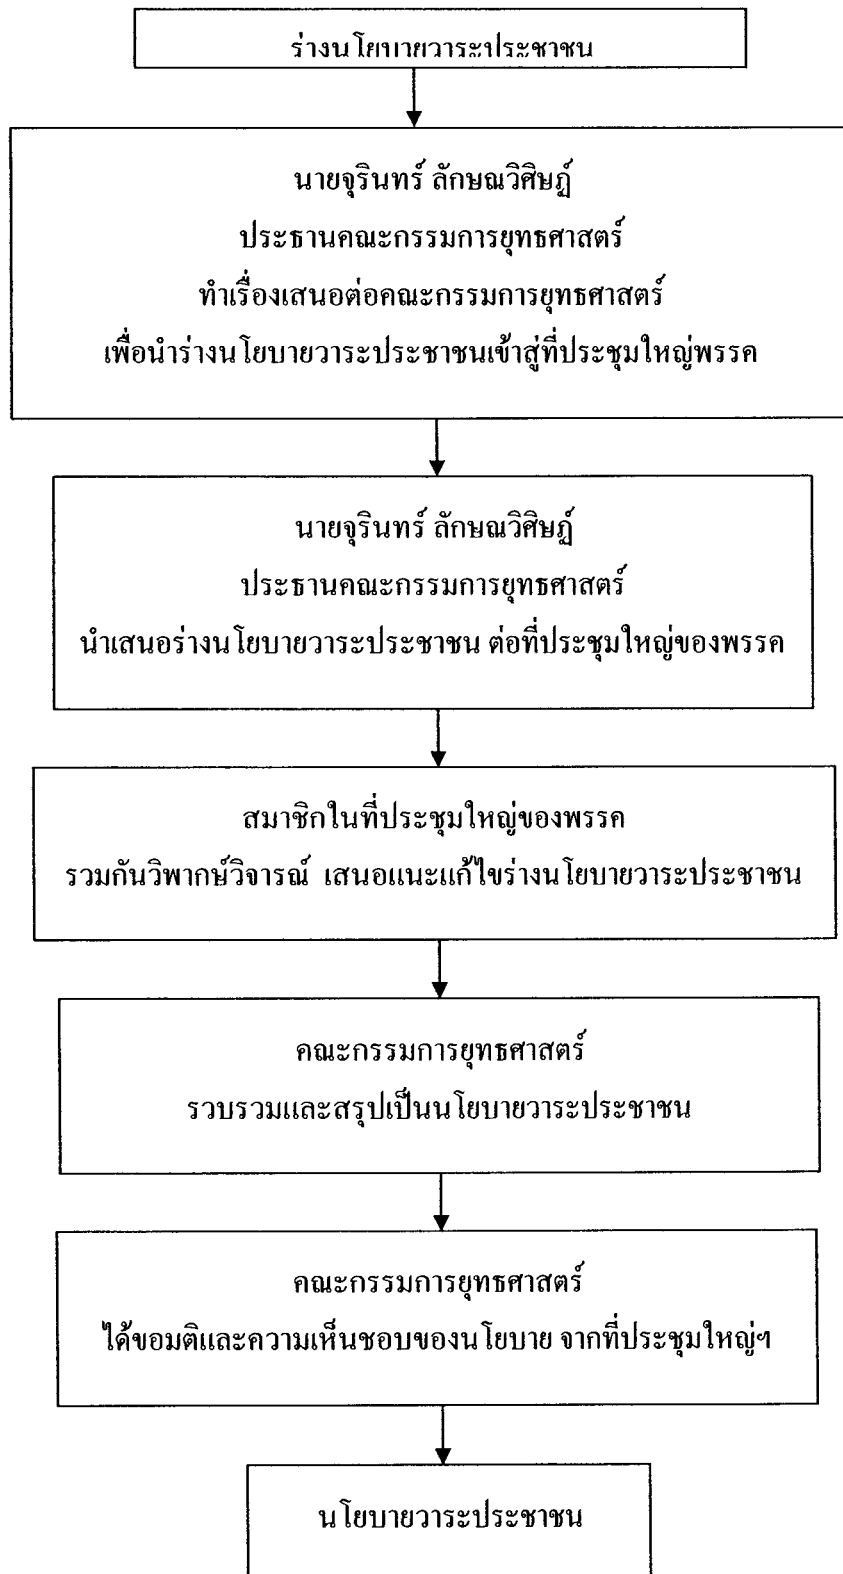 ร่างนโยบายวาระประชาชน
นายจุรินทร์ ลักษณวิศิษฏ์
ประธานคณะกรรมการยุทธศาสตร์
ทำเรื่องเสนอต่อคณะกรรมการยุทธศาสตร์
เพื่อนำร่างนโยบายวาระประชาชนเข้าสู่ที่ประชุมใหญ่พรรค
นายจุรินทร์ ลักษณวิศิษฏ์
ประธานคณะกรรมการยุทธศาสตร์
นำเสนอร่างนโยบายวาระประชาชน ต่อที่ประชุมใหญ่ของพรรค
สมาชิกในที่ประชุมใหญ่ของพรรค
รวมกันวิพากษ์วิจารณ์ เสนอแนะแก้ไขร่างนโยบายวาระประชาชน
คณะกรรมการยุทธศาสตร์
รวบรวมและสรุปเป็นนโยบายวาระประชาชน
คณะกรรมการยุทธศาสตร์
ได้ขอมติและความเห็นชอบของนโยบาย จากที่ประชุมใหญ่ฯ
นโยบายวาระประชาชน